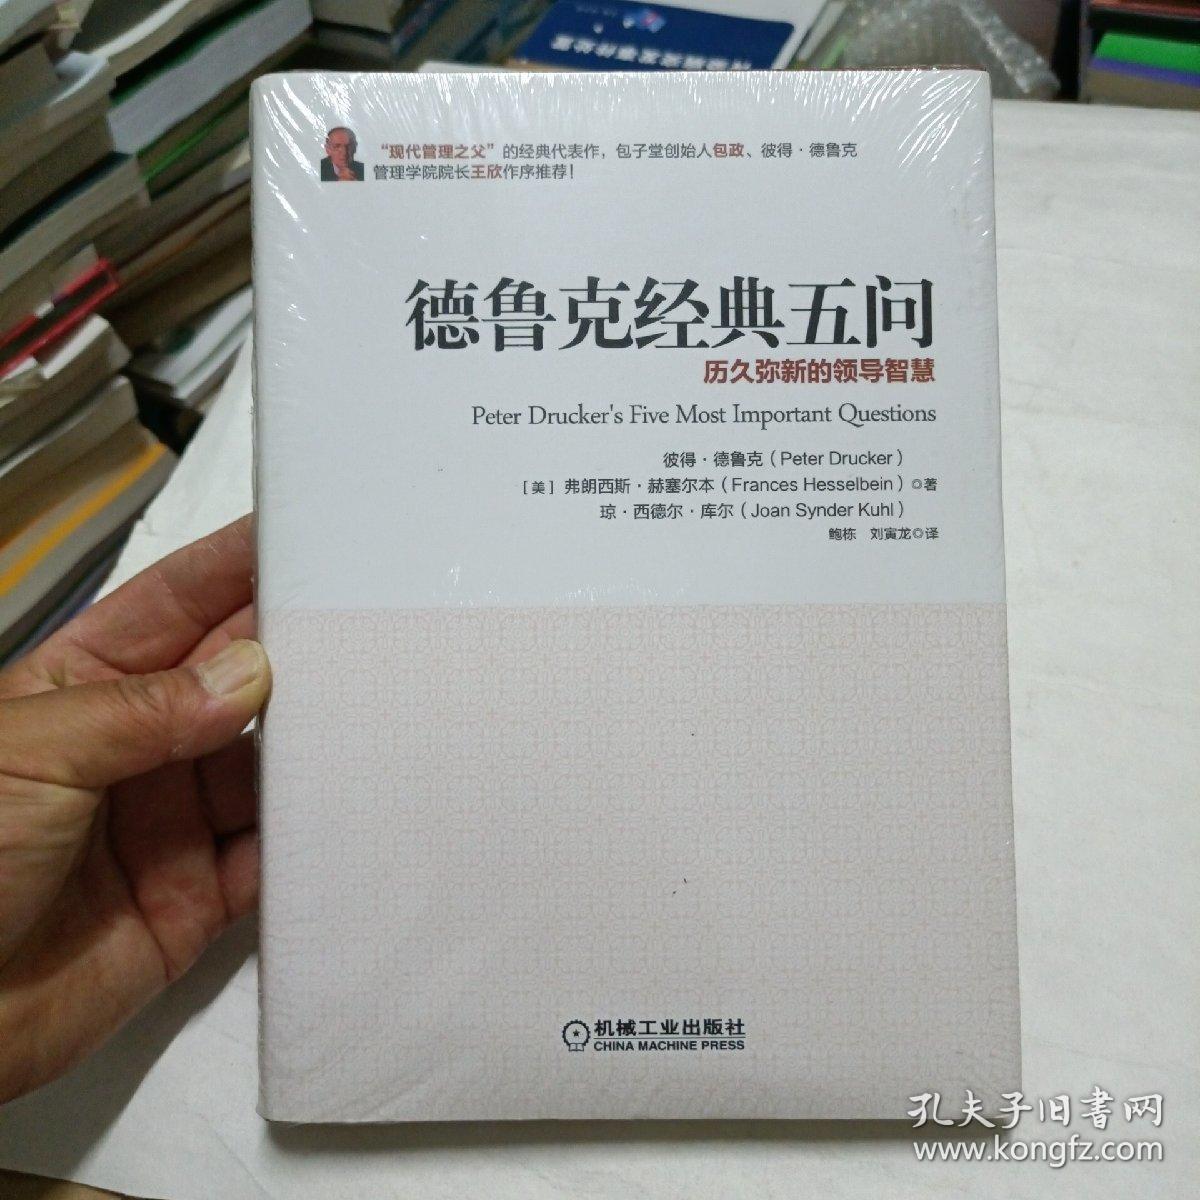 “现代管理之父”的经典代表作，包子堂创始人包政、彼得·德鲁克
管理学院院长王欣作序推荐！
德鲁克经典五问
历久弥新的领导智慧
Peter Drucker's Five Most Important Questions
彼得·德鲁克（Peter Drucker）
［美］弗朗西斯·赫塞尔本（Frances Hesselbein）◎著
琼·西德尔·库尔（Joan Synder Kuhl）
鲍栋 刘寅龙◎译
机械工业出版社
CHINA MACHINE PRESS
孔夫子旧书网
www.kongfz.com